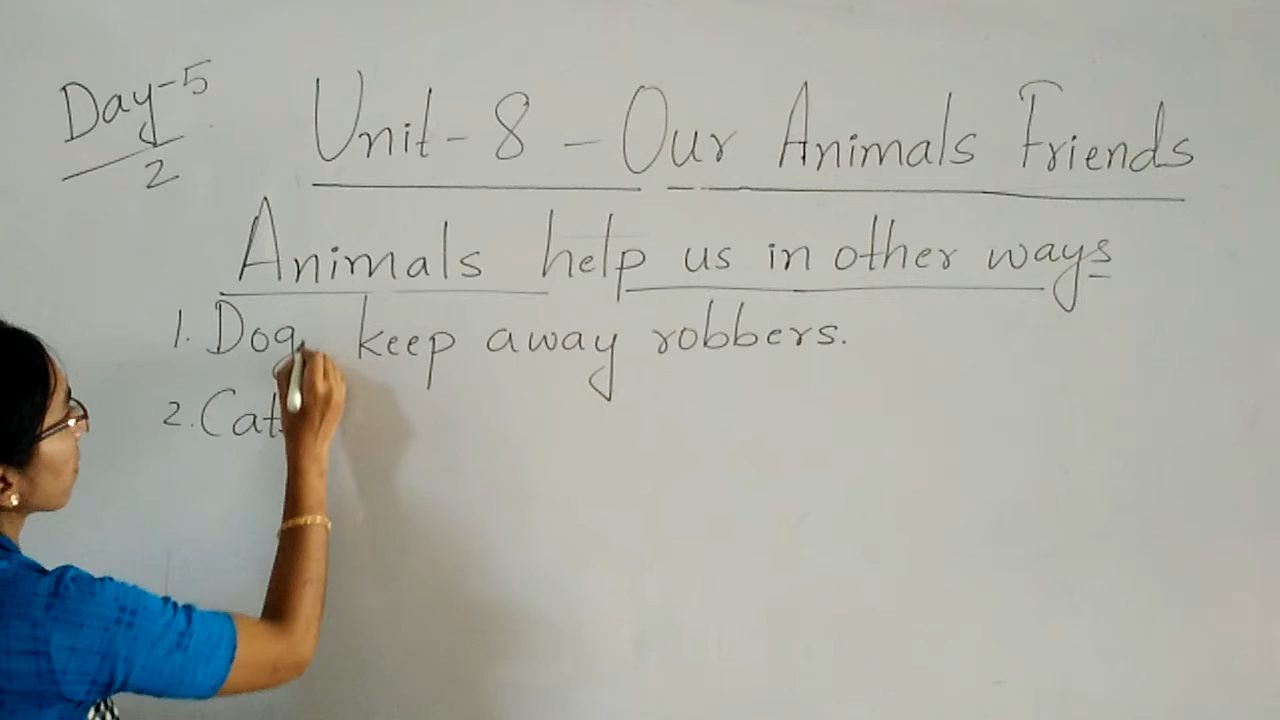 Day-5
2
Unit - 8 - Our Animals Friends
Animals help us in other ways
1. Dog keep away robbers.
2. Cat